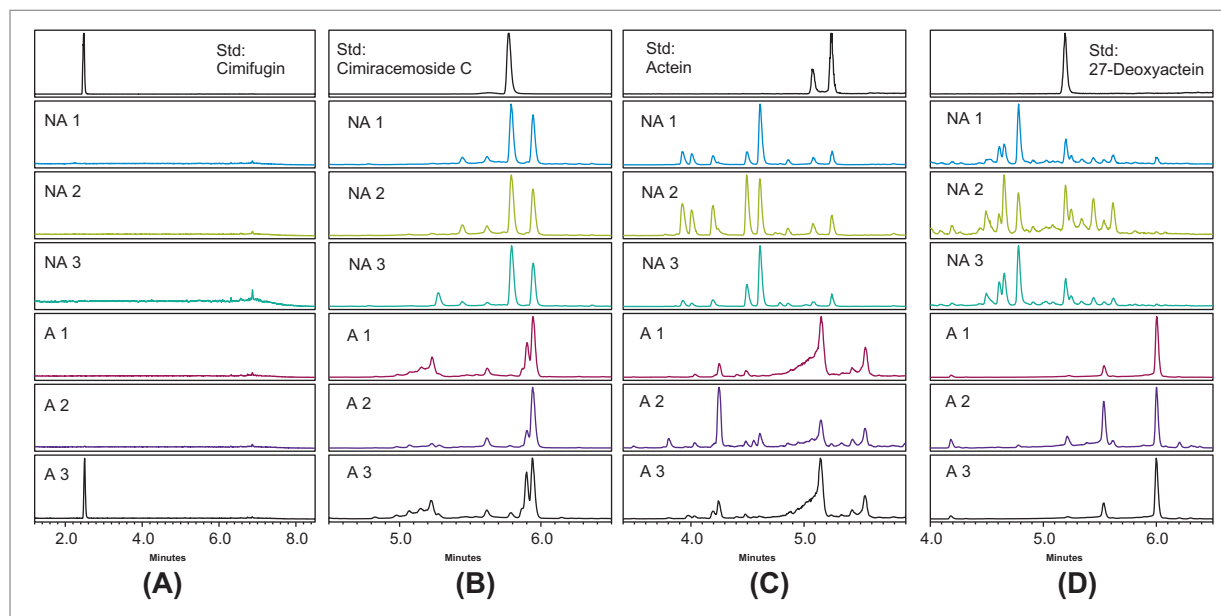 Std:
Cimifugin
NA 1
NA 2
NA 3
A 1
A 2
A 3
2.0 4.0 6.0 8.0
Minutes
(A)
Std:
Cimiracemoside C
NA 1
NA 2
NA 3
A 1
A 2
A 3
5.0 6.0
Minutes
(B)
Std:
Actein
NA 1
NA 2
NA 3
A 1
A 2
A 3
4.0 5.0
Minutes
(C)
Std:
27-Deoxyactein
NA 1
NA 2
NA 3
A 1
A 2
A 3
4.0 5.0 6.0
Minutes
(D)